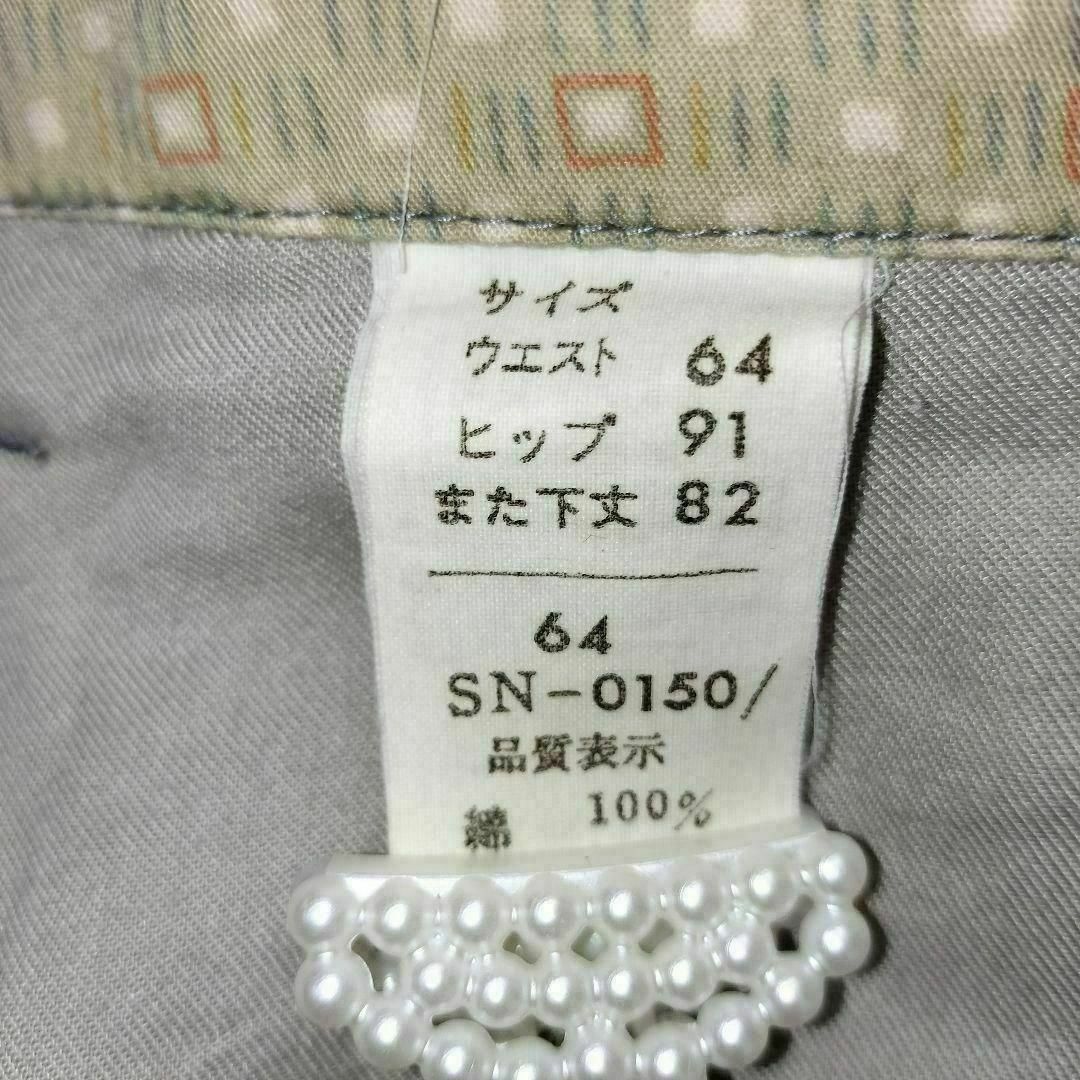 サイズ
ウエスト 64
ヒップ 91
また下丈 82
64
SN-0150/
品質表示
綿 100%